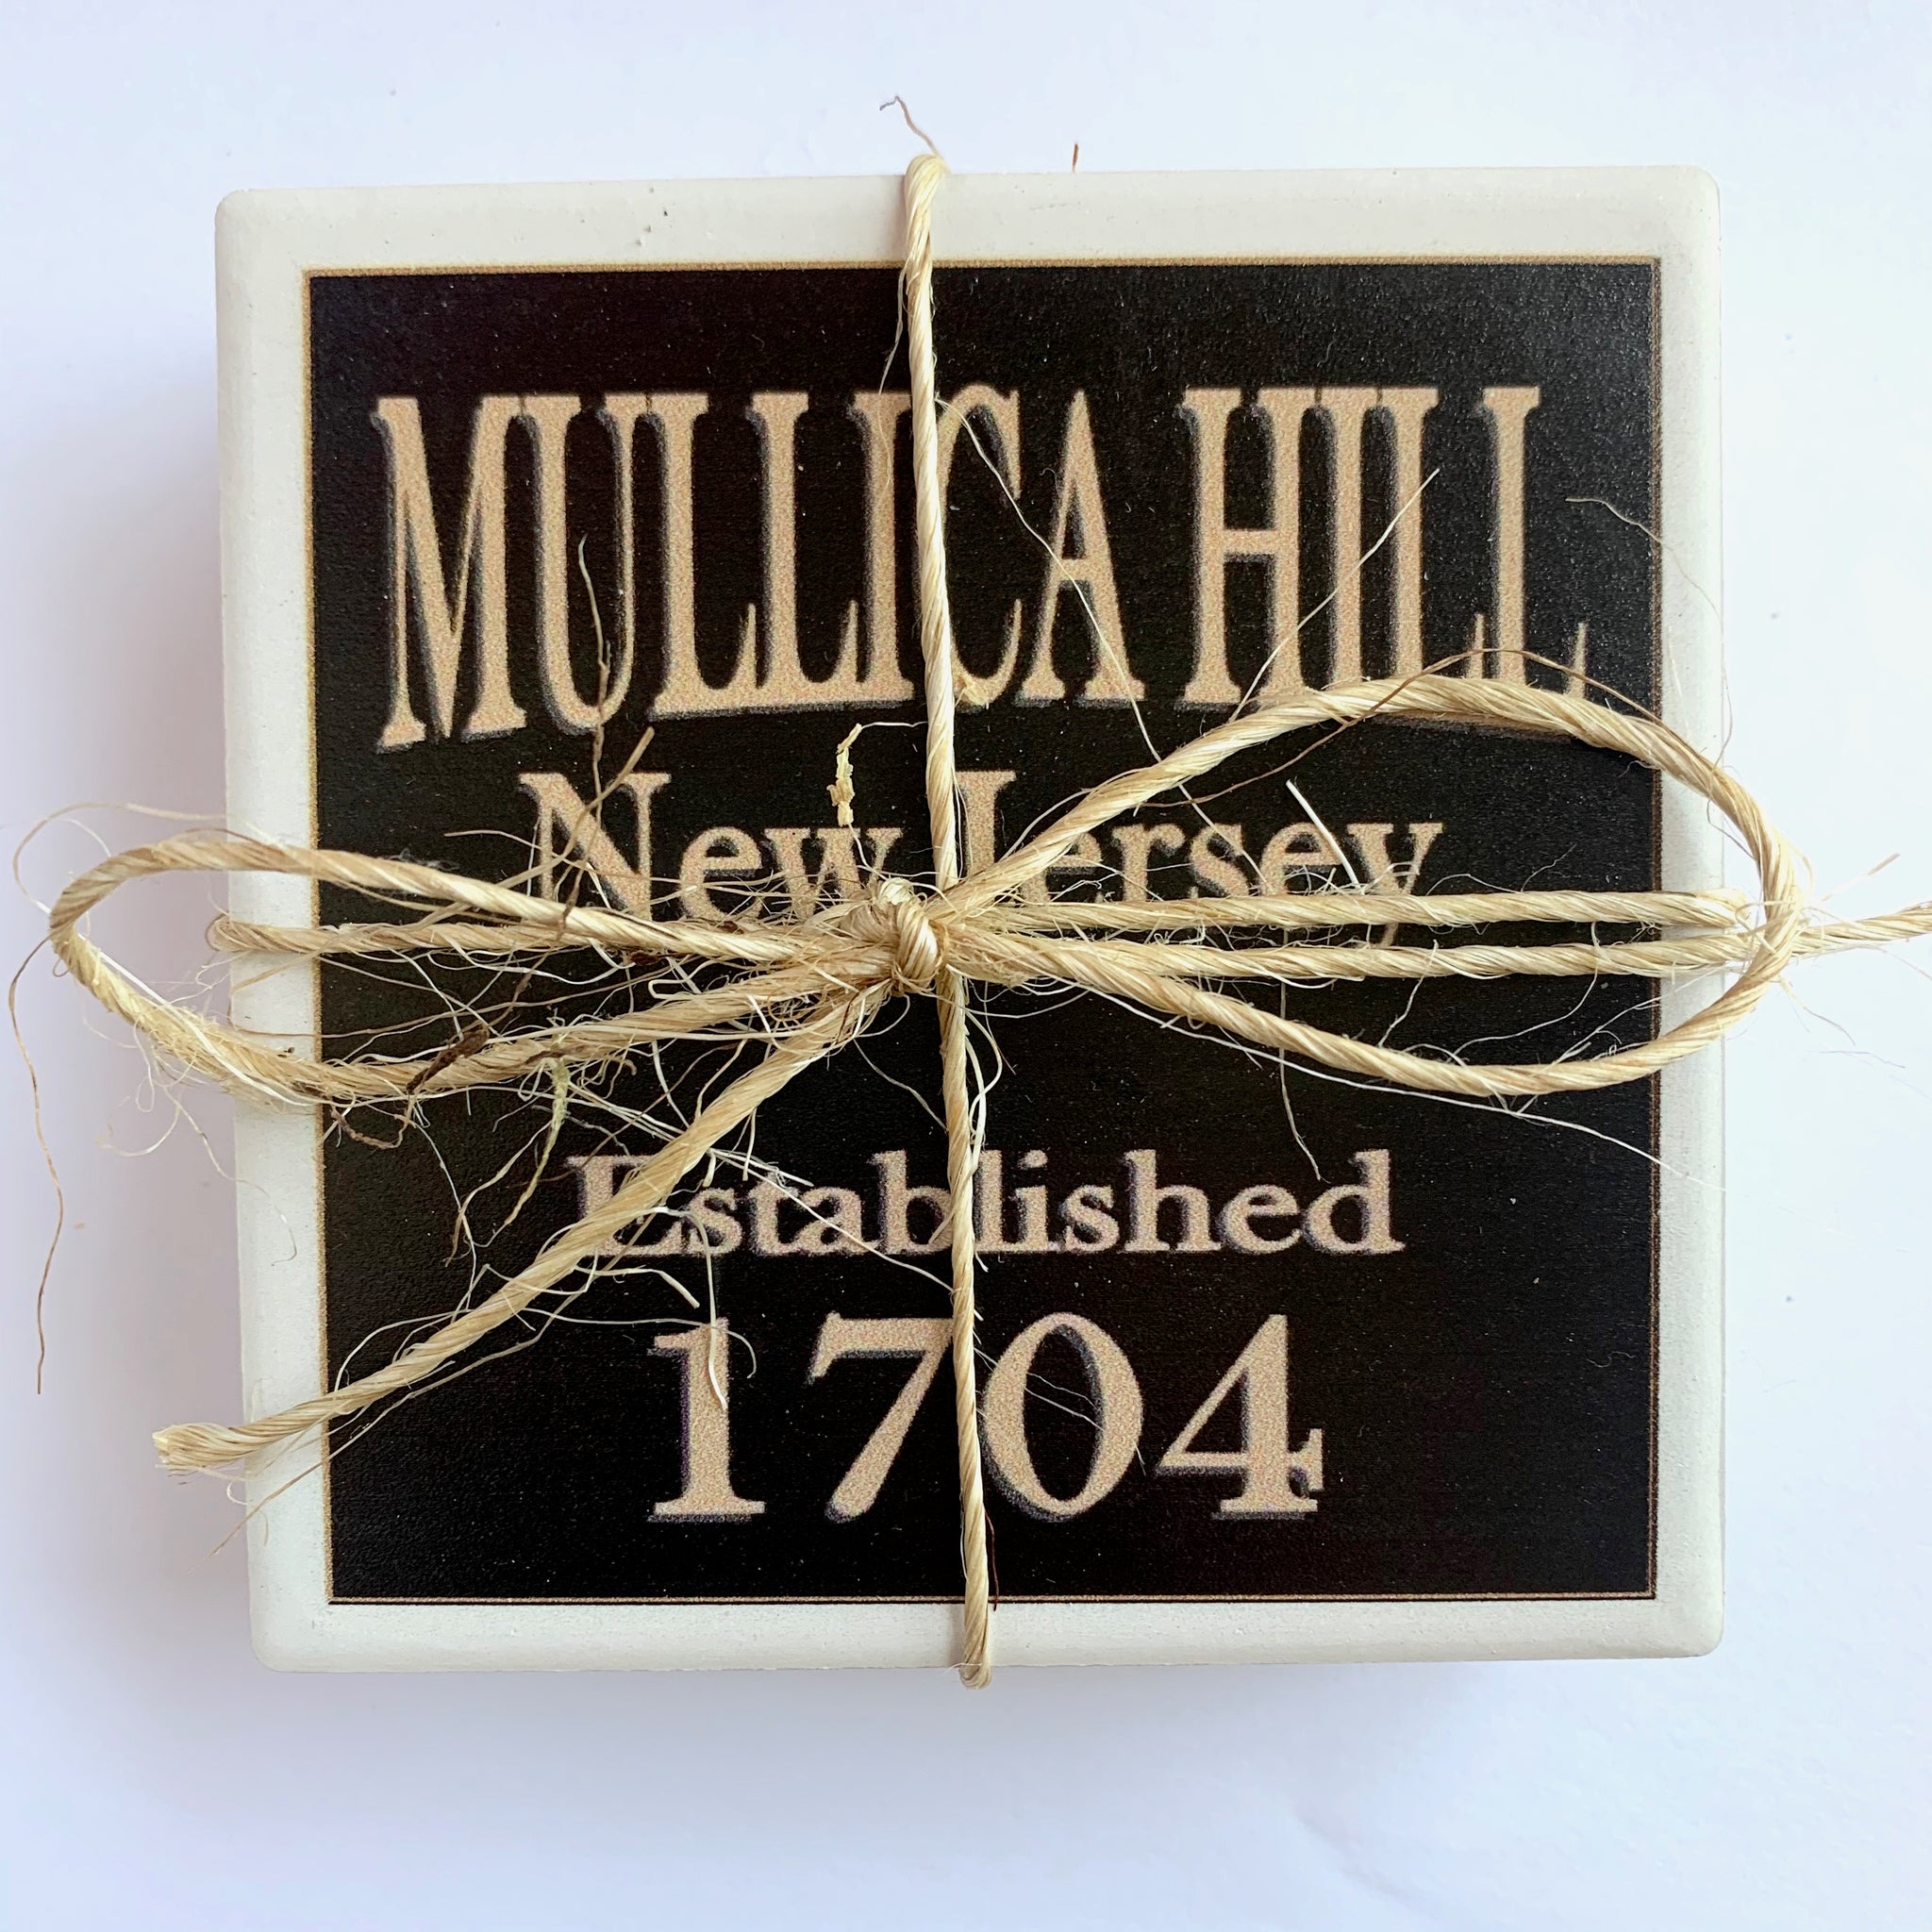 MULLICA HILL
New Jersey
Established
1704